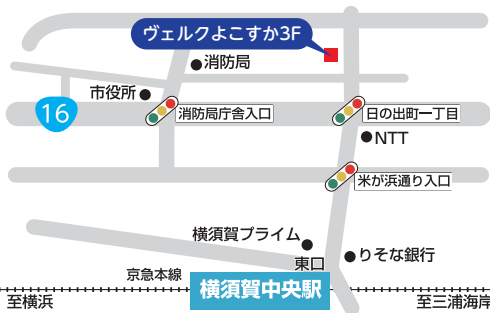 ヴェルクよこすか3F
消防局
市役所
16
消防局庁舎入口
日の出町一丁目
NTT
米が浜通り入口
横須賀プライム
東口
りそな銀行
京急本線
横須賀中央駅
至横浜
至三浦海岸